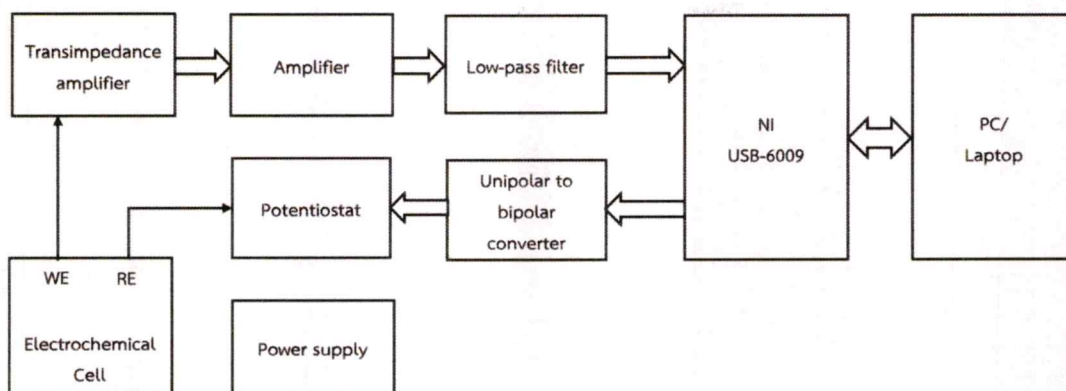 Transimpedance
amplifier
Amplifier
Low-pass filter
NI
USB-6009
PC/
Laptop
Potentiostat
Unipolar to
bipolar
converter
WE RE
Electrochemical
Cell
Power supply